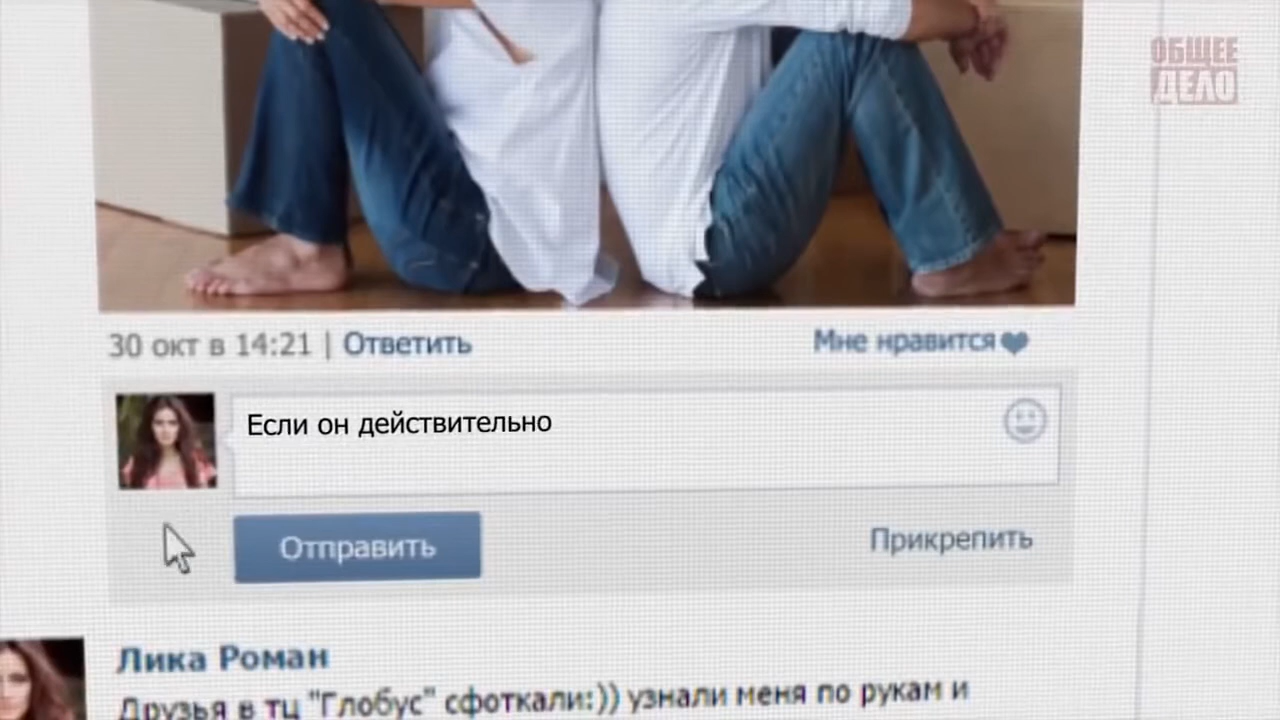 ОБЩЕЕ
ДЕЛО
30 окт в 14:21 | Ответить
Мне нравится
Если он действительно
Отправить
Прикрепить
Лика Роман
Друзья в тц "Глобус" сфоткали:)) узнали меня по рукам и